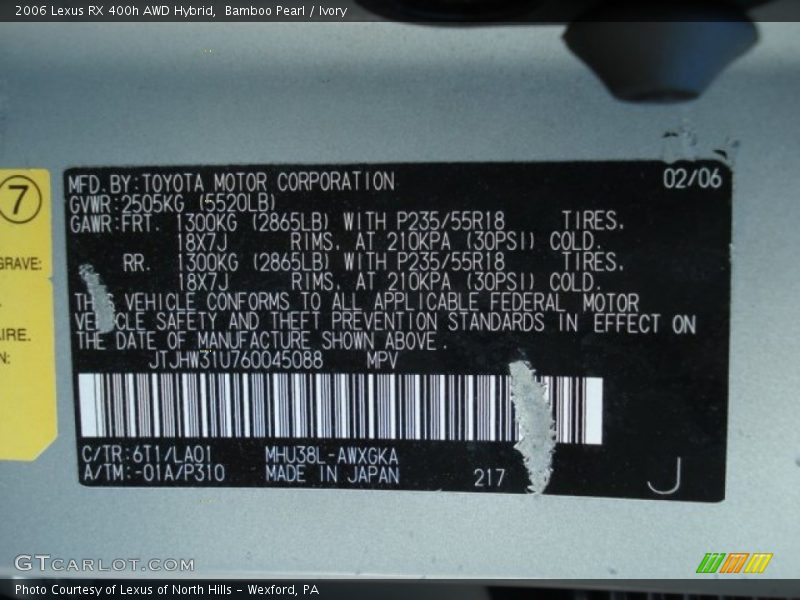 2006 Lexus RX 400h AWD Hybrid,  Bamboo Pearl / Ivory
7
GRAVE:
AIRE.
N:
MFD.BY:TOYOTA MOTOR CORPORATION 02/06
GVWR:2505KG (5520LB)
GAWR:FRT. 1300KG (2865LB) WITH P235/55R18 TIRES.
18X7J RIMS. AT 210KPA (30PSI) COLD.
RR. 1300KG (2865LB) WITH P235/55R18 TIRES.
18X7J RIMS. AT 210KPA (30PSI) COLD.
THIS VEHICLE CONFORMS TO ALL APPLICABLE FEDERAL MOTOR
VEHICLE SAFETY AND THEFT PREVENTION STANDARDS IN EFFECT ON
THE DATE OF MANUFACTURE SHOWN ABOVE.
JTJHW31U760045088 MPV
C/TR:6T1/LA01 MHU38L-AWXGKA
A/TM:-01A/P310 MADE IN JAPAN 217 J
GTCARLOT.COM
Photo Courtesy of Lexus of North Hills - Wexford, PA